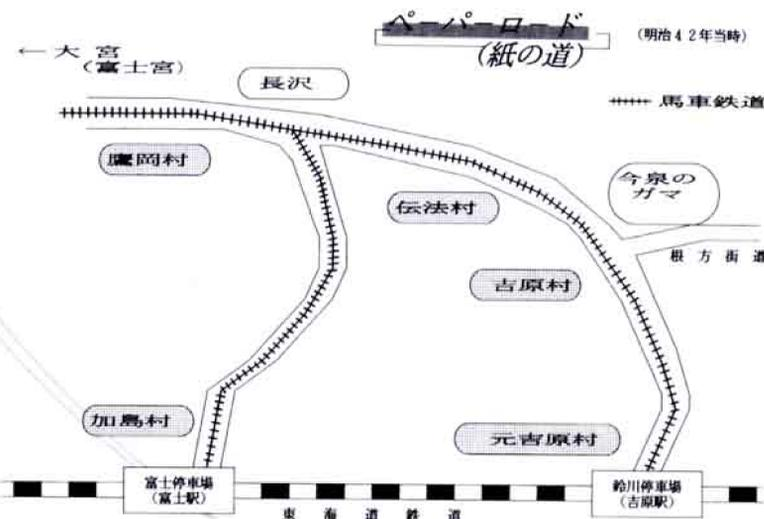 ペーパーロード
(紙の道)
(明治42年当時)
← 大宮
(富士宮)
長沢
馬車鉄道
鷹岡村
伝法村
今泉の
ガマ
根方街道
吉原村
加島村
元吉原村
富士停車場
(富士駅)
鈴川停車場
(吉原駅)
東海道鉄道